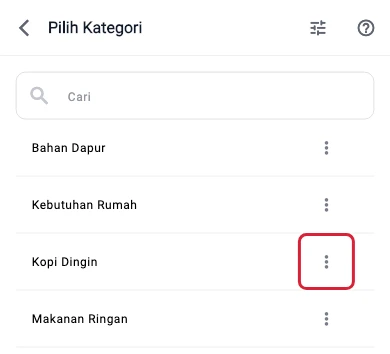 Pilih Kategori
Cari
Bahan Dapur
Kebutuhan Rumah
Kopi Dingin
Makanan Ringan